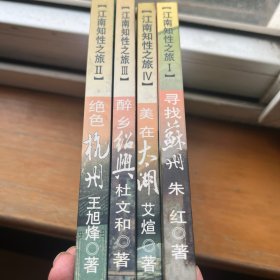 【江南知性之旅Ⅱ】
绝色杭州
王旭烽◎著
【江南知性之旅Ⅲ】
醉乡绍兴
杜文和◎著
【江南知性之旅Ⅳ】
美在太湖
艾煊◎著
【江南知性之旅Ⅰ】
寻找蘇州
朱红◎著